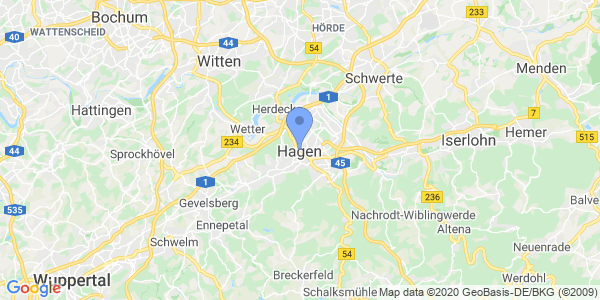 HÖRDE
233
Bochum
40
WATTENSCHEID
44
54
Witten
Schwerte
Menden
Hattingen
1
Herdeck
7
Wetter
234
Iserlohn
Hemer
515
44
Sprockhövel
Hagen
45
1
236
535
Gevelsberg
Nachrodt-Wiblingwerde
Balve
Ennepetal
Altena
Schwelm
54
Neuenrade
Wuppertal
Breckerfeld
Werdohl
Google
Schalksmühle
Map data ©2020 GeoBasis-DE/BKG (©2009)